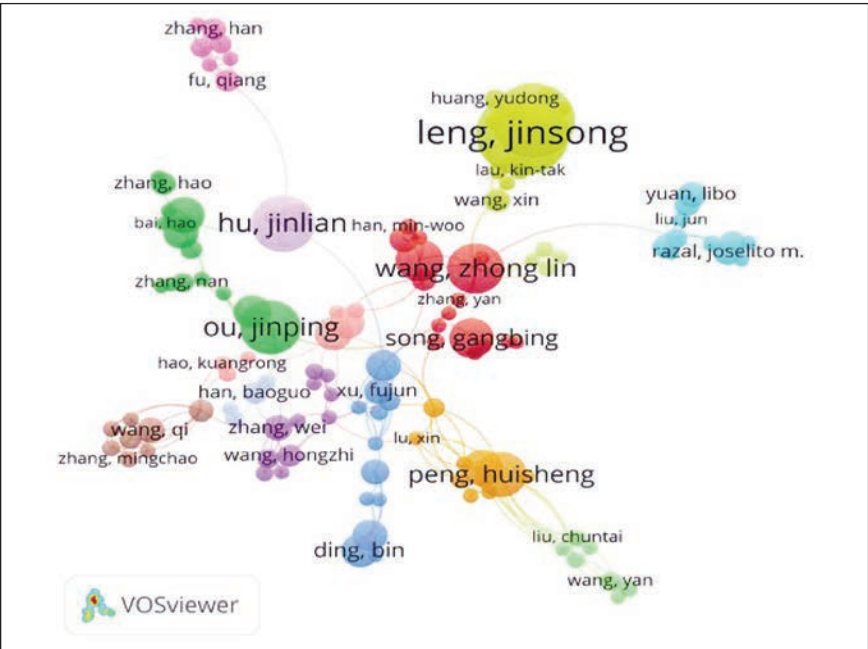 zhang, han
fu, qiang
huang, yudong
leng, jinsong
lau, kin-tak
wang, xin
zhang, hao
yuan, libo
bai, hao
hu, jinlian
han, min-woo
liu, jun
razal, joselito m.
wang, zhong lin
zhang, nan
zhang, yan
ou, jinping
song, gangbing
hao, kuangrong
han, baoguo
xu, fujun
wang, qi
zhang, wei
lu, xin
zhang, mingchao
wang, hongzhi
peng, huisheng
liu, chuntai
ding, bin
wang, yan
VOSviewer